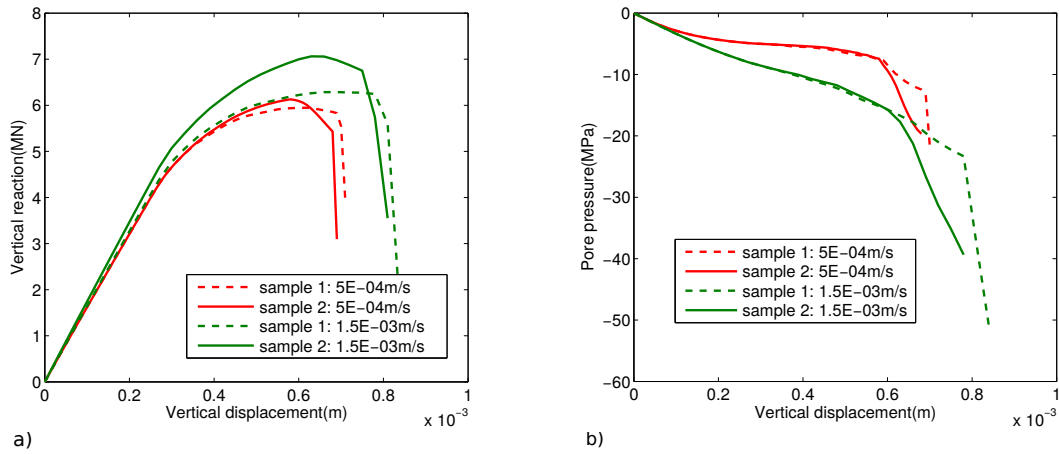 8
7
6
5
4
3
2
1
0
Vertical reaction(MN)
sample 1: 5E−04m/s
sample 2: 5E−04m/s
sample 1: 1.5E−03m/s
sample 2: 1.5E−03m/s
0 0.2 0.4 0.6 0.8 1
Vertical displacement(m)
x 10⁻³
a)
0
−10
−20
−30
−40
−50
−60
Pore pressure(MPa)
sample 1: 5E−04m/s
sample 2: 5E−04m/s
sample 1: 1.5E−03m/s
sample 2: 1.5E−03m/s
0 0.2 0.4 0.6 0.8 1
Vertical displacement(m)
x 10⁻³
b)